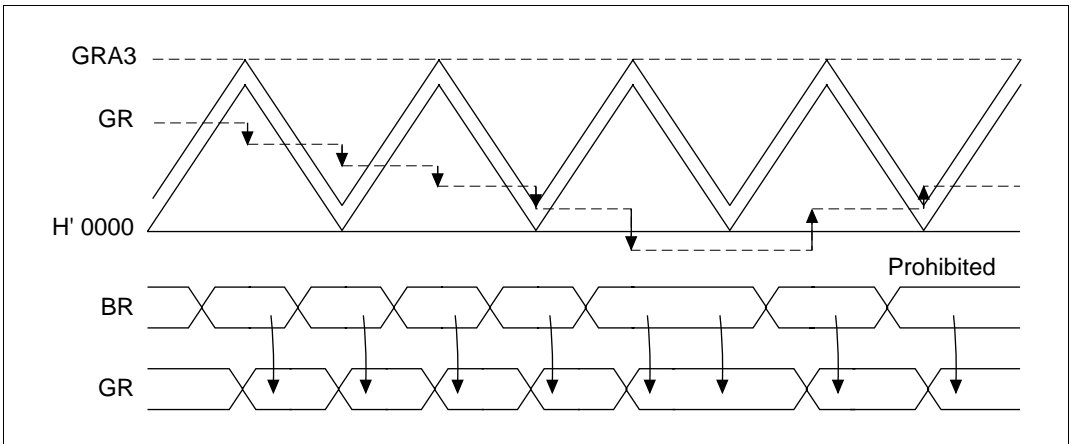 GRA3
GR
H' 0000
Prohibited
BR
GR